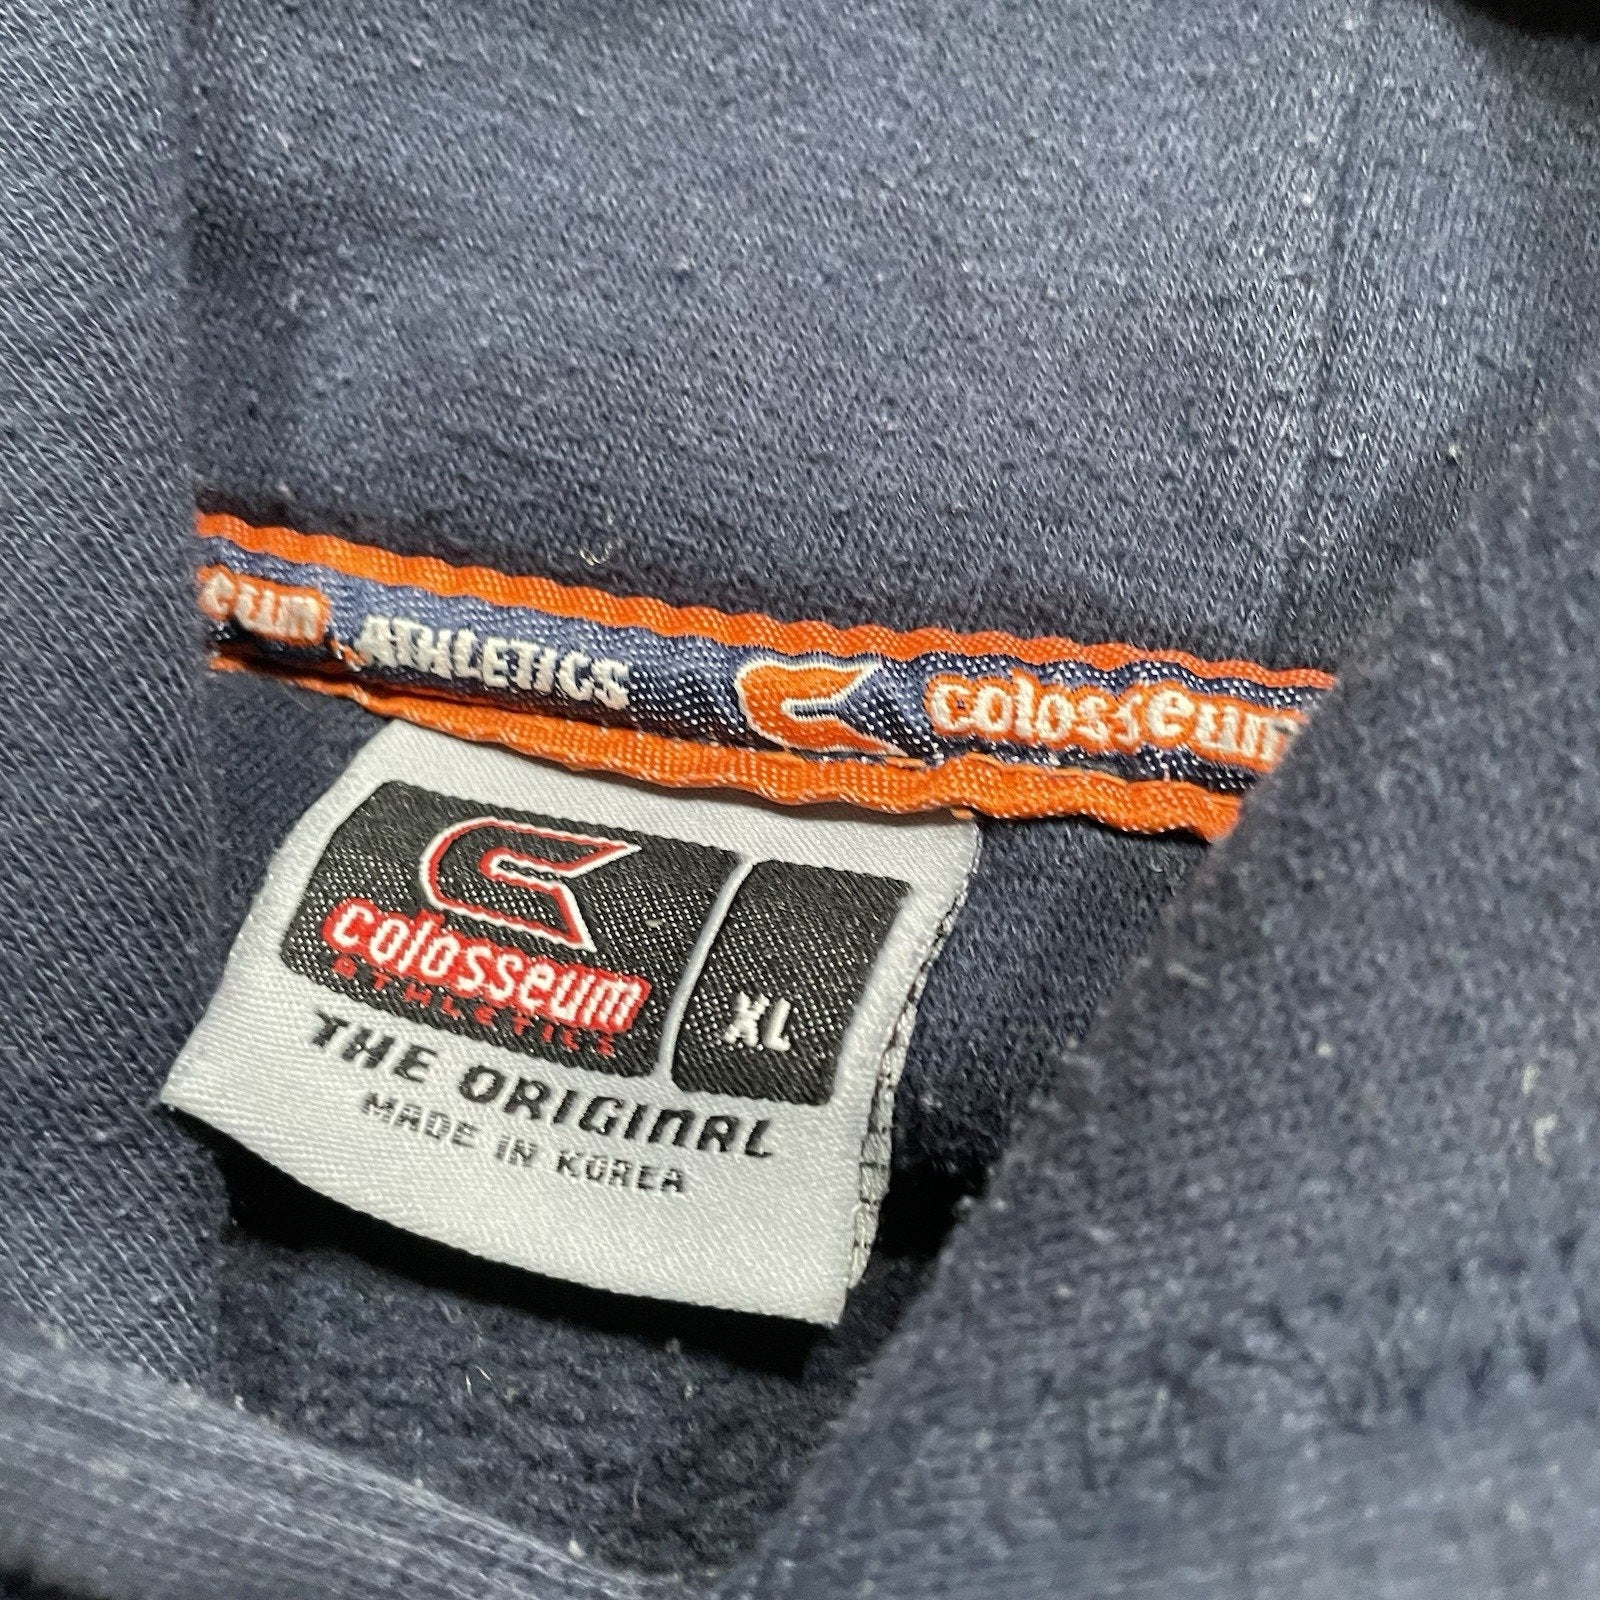 eum ATHLETICS colosseum
colosseum
ATHLETICS
XL
THE ORIGINAL
MADE IN KOREA